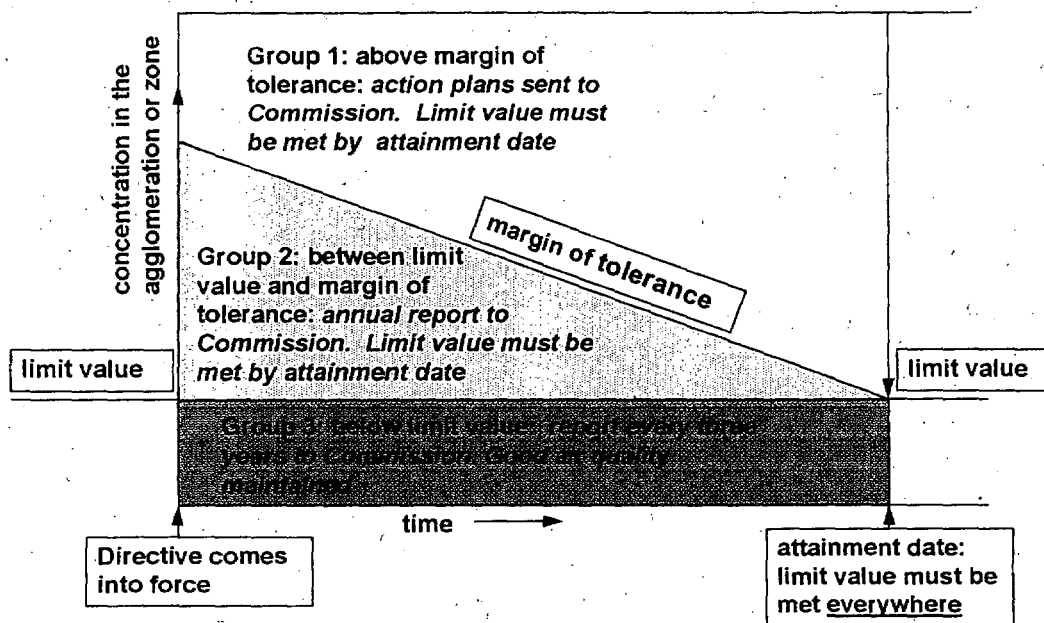 concentration in the
agglomeration or zone
Group 1: above margin of
tolerance: action plans sent to
Commission. Limit value must
be met by attainment date
margin of tolerance
Group 2: between limit
value and margin of
tolerance: annual report to
Commission. Limit value must be
met by attainment date
limit value
limit value
Group 3: below limit value: report every three
years to Commission. Good air quality
maintained
time
Directive comes
into force
attainment date:
limit value must be
met everywhere